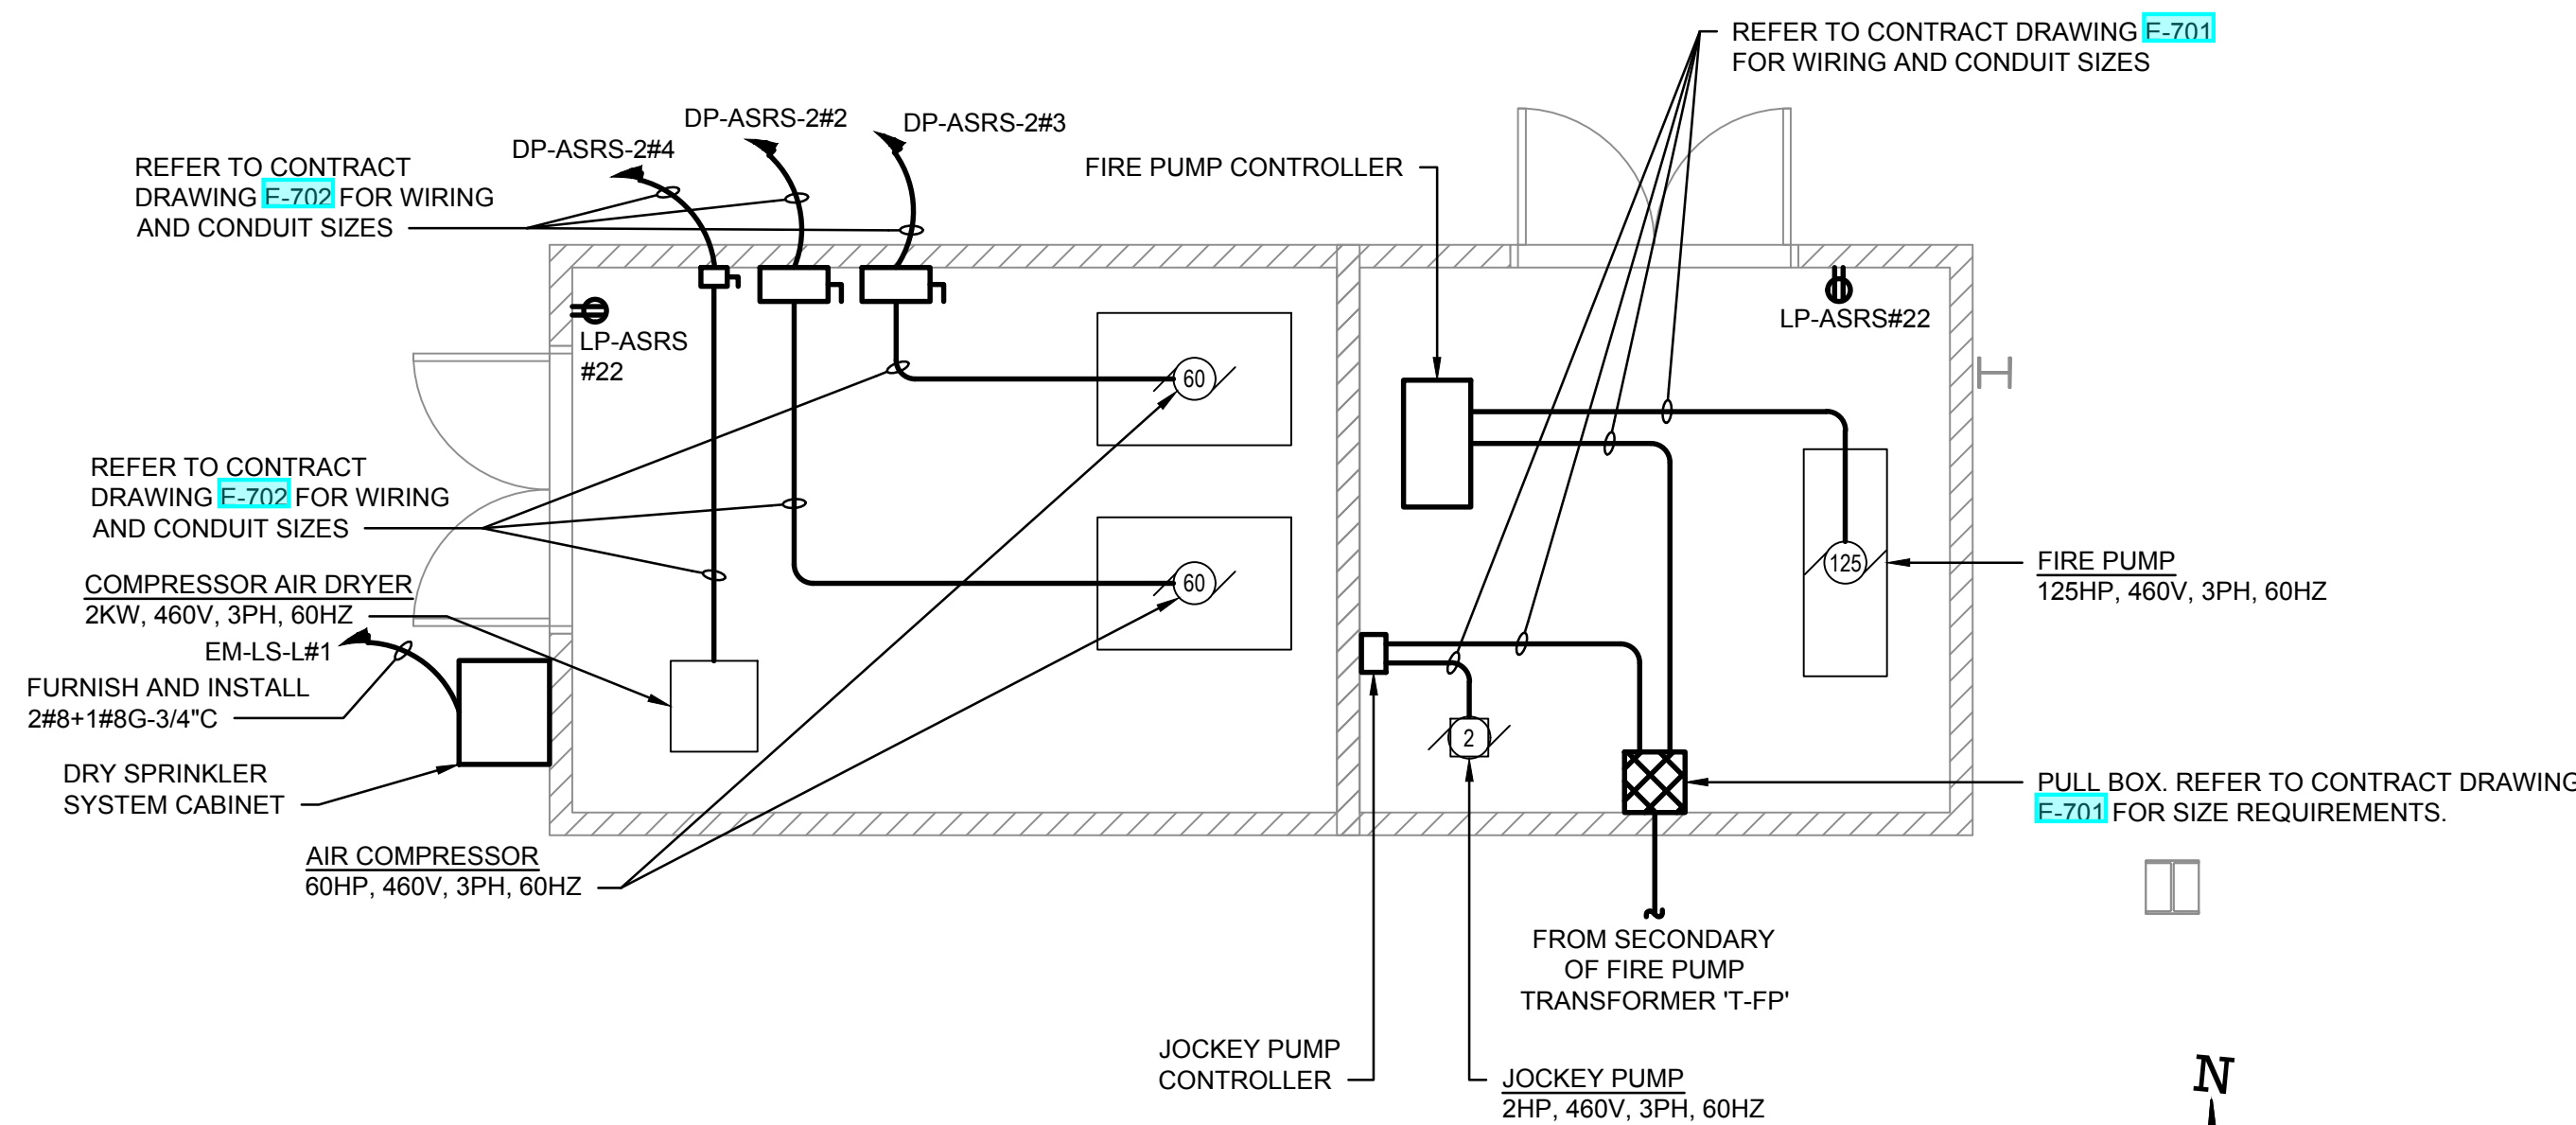 REFER TO CONTRACT DRAWING E-701
FOR WIRING AND CONDUIT SIZES
DP-ASRS-2#2
DP-ASRS-2#3
DP-ASRS-2#4
REFER TO CONTRACT
DRAWING E-702 FOR WIRING
AND CONDUIT SIZES
FIRE PUMP CONTROLLER
LP-ASRS
#22
LP-ASRS#22
60
REFER TO CONTRACT
DRAWING E-702 FOR WIRING
AND CONDUIT SIZES
COMPRESSOR AIR DRYER
2KW, 460V, 3PH, 60HZ
60
125
FIRE PUMP
125HP, 460V, 3PH, 60HZ
EM-LS-L#1
FURNISH AND INSTALL
2#8+1#8G-3/4"C
2
DRY SPRINKLER
SYSTEM CABINET
PULL BOX. REFER TO CONTRACT DRAWING
E-701 FOR SIZE REQUIREMENTS.
AIR COMPRESSOR
60HP, 460V, 3PH, 60HZ
FROM SECONDARY
OF FIRE PUMP
TRANSFORMER 'T-FP'
JOCKEY PUMP
CONTROLLER
JOCKEY PUMP
2HP, 460V, 3PH, 60HZ
N